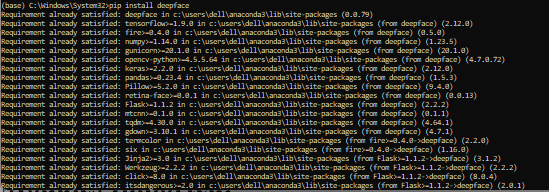 (base) C:\Windows\System32>pip install deepface
Requirement already satisfied: deepface in c:\users\dell\anaconda3\lib\site-packages (0.0.79)
Requirement already satisfied: tensorflow>=1.9.0 in c:\users\dell\anaconda3\lib\site-packages (from deepface) (2.12.0)
Requirement already satisfied: fire>=0.4.0 in c:\users\dell\anaconda3\lib\site-packages (from deepface) (0.5.0)
Requirement already satisfied: numpy>=1.14.0 in c:\users\dell\anaconda3\lib\site-packages (from deepface) (1.23.5)
Requirement already satisfied: gunicorn>=20.1.0 in c:\users\dell\anaconda3\lib\site-packages (from deepface) (20.1.0)
Requirement already satisfied: opencv-python>=4.5.5.64 in c:\users\dell\anaconda3\lib\site-packages (from deepface) (4.7.0.72)
Requirement already satisfied: keras>=2.2.0 in c:\users\dell\anaconda3\lib\site-packages (from deepface) (2.12.0)
Requirement already satisfied: pandas>=0.23.4 in c:\users\dell\anaconda3\lib\site-packages (from deepface) (1.5.3)
Requirement already satisfied: Pillow>=5.2.0 in c:\users\dell\anaconda3\lib\site-packages (from deepface) (9.4.0)
Requirement already satisfied: retina-face>=0.0.1 in c:\users\dell\anaconda3\lib\site-packages (from deepface) (0.0.13)
Requirement already satisfied: Flask>=1.1.2 in c:\users\dell\anaconda3\lib\site-packages (from deepface) (2.2.2)
Requirement already satisfied: mtcnn>=0.1.0 in c:\users\dell\anaconda3\lib\site-packages (from deepface) (0.1.1)
Requirement already satisfied: tqdm>=4.30.0 in c:\users\dell\anaconda3\lib\site-packages (from deepface) (4.64.1)
Requirement already satisfied: gdown>=3.10.1 in c:\users\dell\anaconda3\lib\site-packages (from deepface) (4.7.1)
Requirement already satisfied: termcolor in c:\users\dell\anaconda3\lib\site-packages (from fire>=0.4.0->deepface) (2.2.0)
Requirement already satisfied: six in c:\users\dell\anaconda3\lib\site-packages (from fire>=0.4.0->deepface) (1.16.0)
Requirement already satisfied: Jinja2>=3.0 in c:\users\dell\anaconda3\lib\site-packages (from Flask>=1.1.2->deepface) (3.1.2)
Requirement already satisfied: Werkzeug>=2.2.2 in c:\users\dell\anaconda3\lib\site-packages (from Flask>=1.1.2->deepface) (2.2.2)
Requirement already satisfied: click>=8.0 in c:\users\dell\anaconda3\lib\site-packages (from Flask>=1.1.2->deepface) (8.0.4)
Requirement already satisfied: itsdangerous>=2.0 in c:\users\dell\anaconda3\lib\site-packages (from Flask>=1.1.2->deepface) (2.0.1)